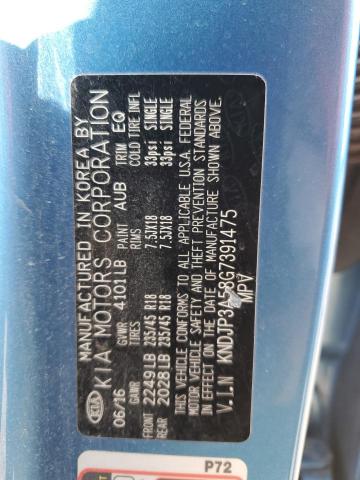 MANUFACTURED IN KOREA BY
KIA KIA MOTORS CORPORATION
06/16 GVWR 4101LB PAINT AUB TRIM EQ
GAWR TIRES COLD TIRE INFL
FRT 2249LB 235/45 R18 7.5JX18 33psi SINGLE
REAR 2028LB 235/45 R18 7.5JX18 33psi SINGLE
THIS VEHICLE CONFORMS TO ALL APPLICABLE U.S.A. FEDERAL
MOTOR VEHICLE SAFETY AND THEFT PREVENTION STANDARDS
IN EFFECT ON THE DATE OF MANUFACTURE SHOWN ABOVE.
V.I.N KNDJP3A58G7391475
MPV
P72